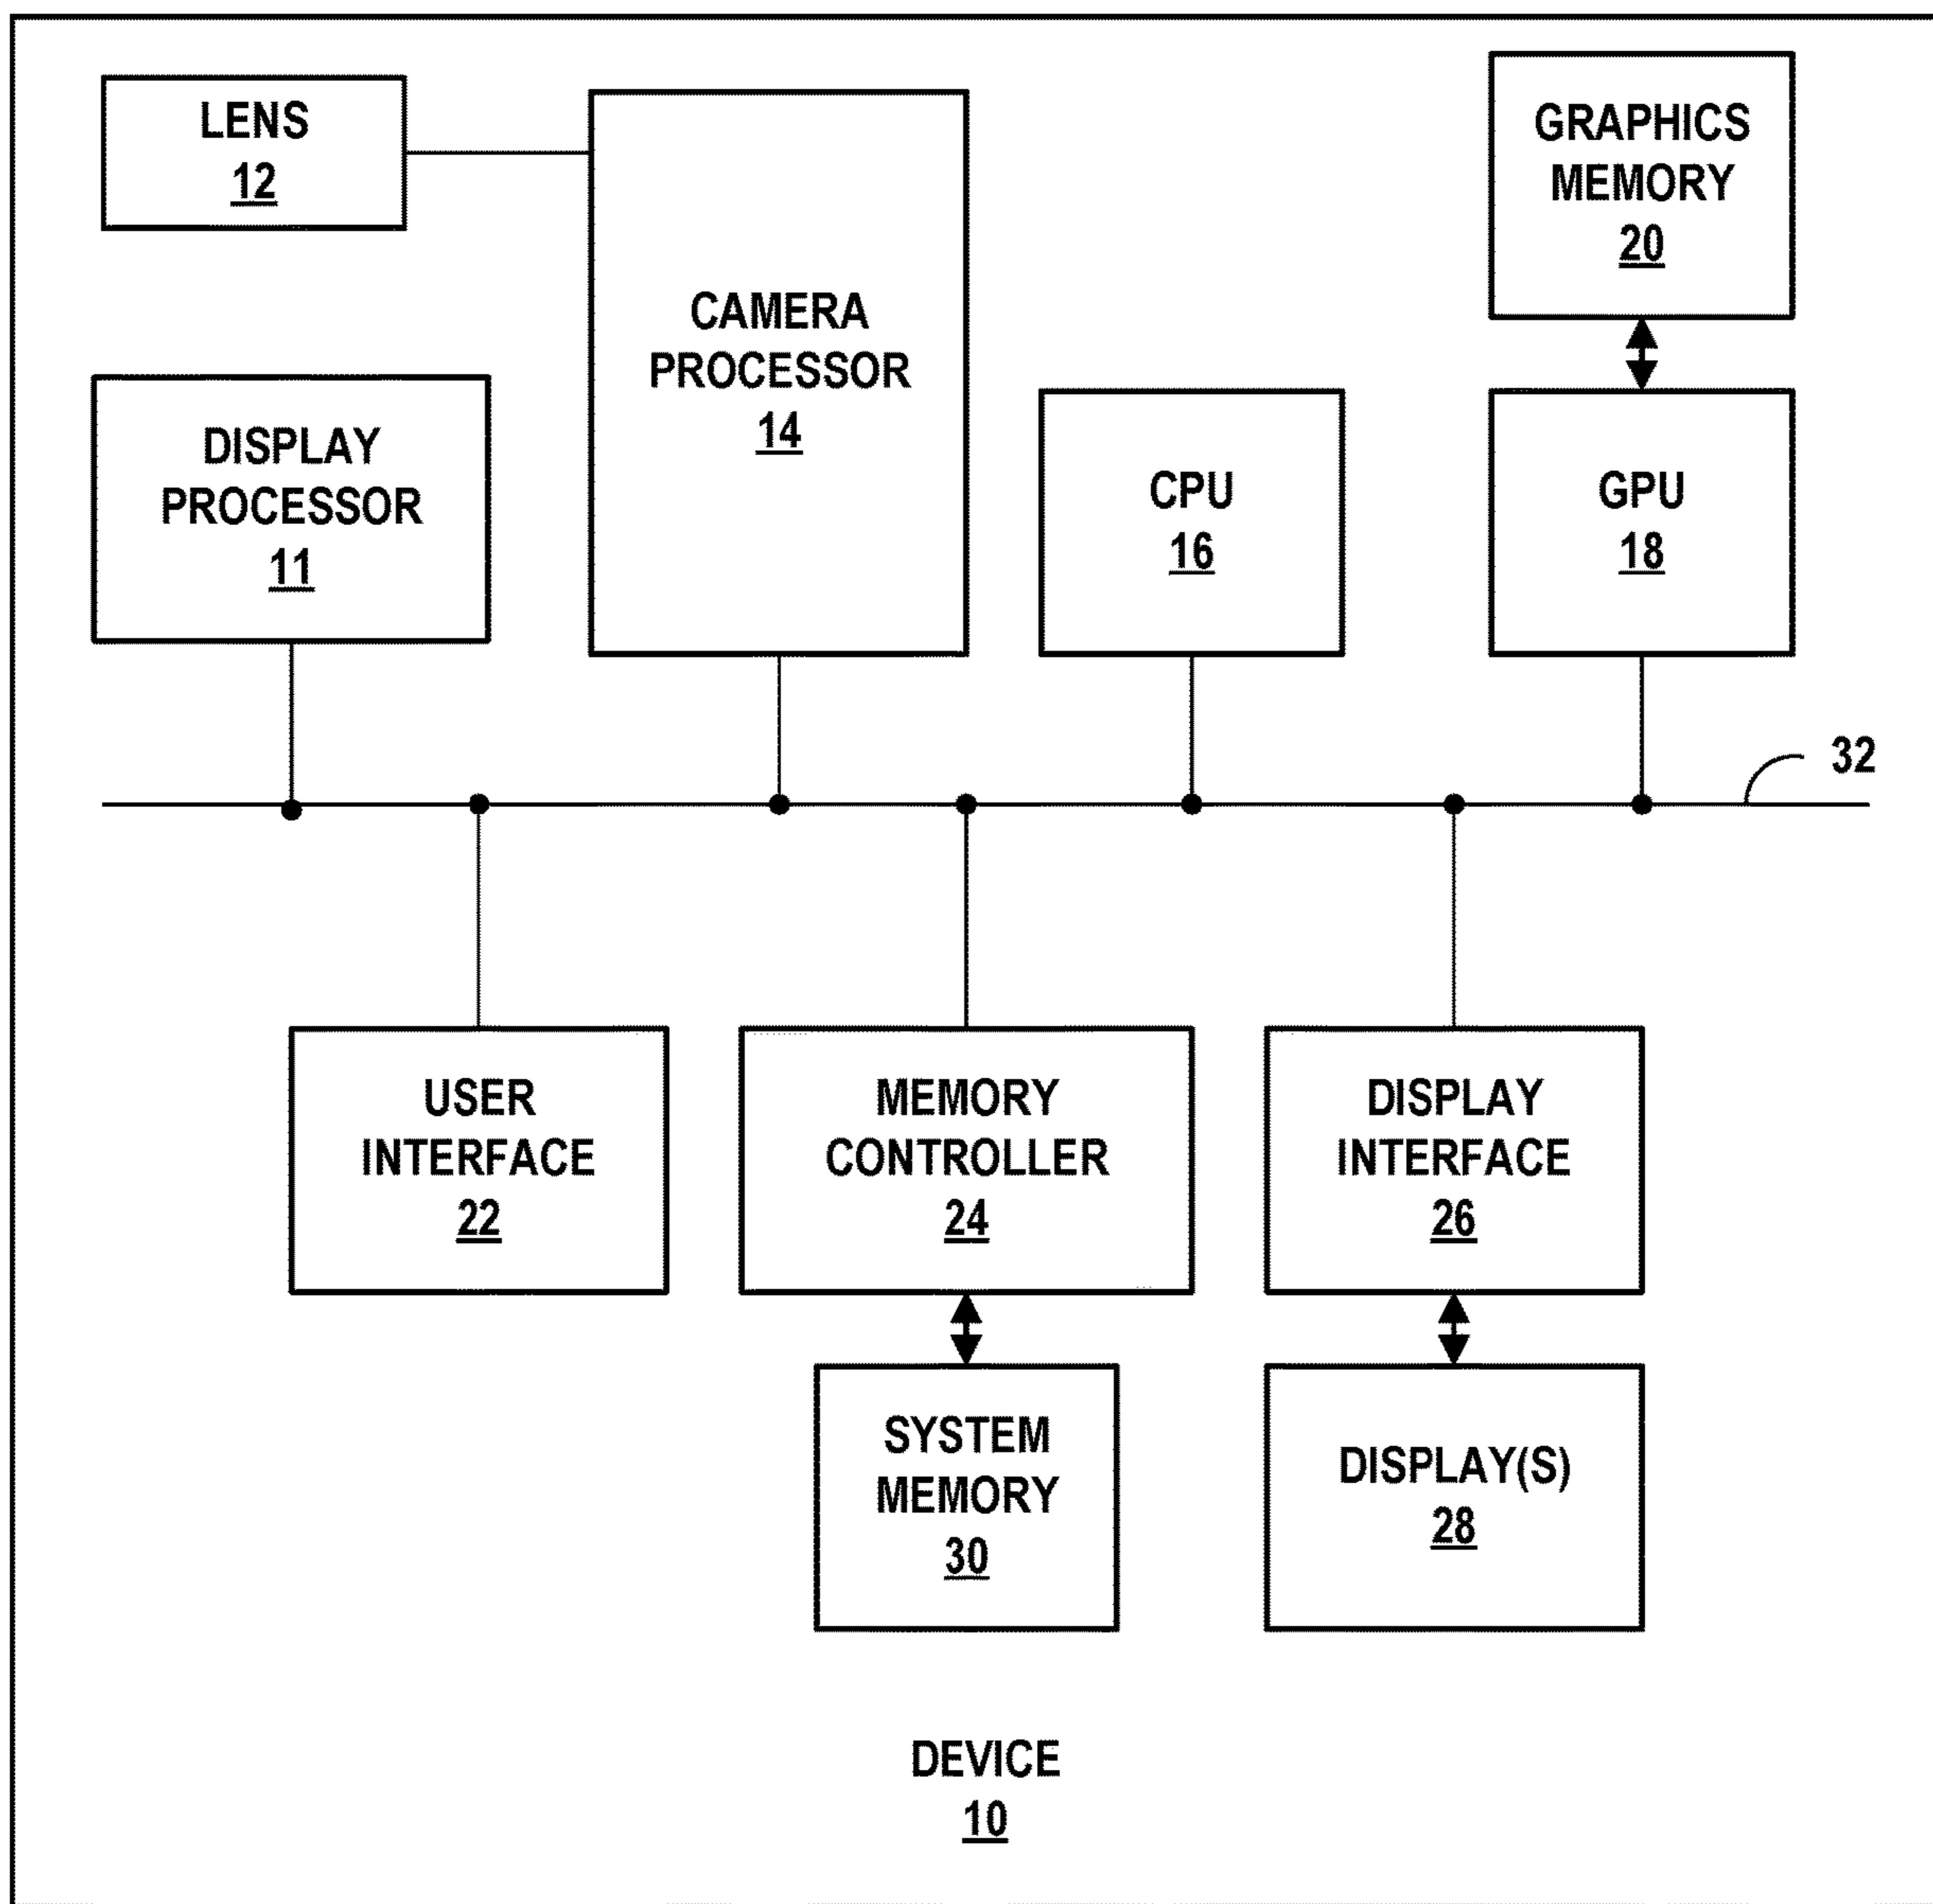 LENS
12
CAMERA
PROCESSOR
14
GRAPHICS
MEMORY
20
DISPLAY
PROCESSOR
11
CPU
16
GPU
18
32
USER
INTERFACE
22
MEMORY
CONTROLLER
24
DISPLAY
INTERFACE
26
SYSTEM
MEMORY
30
DISPLAY(S)
28
DEVICE
10